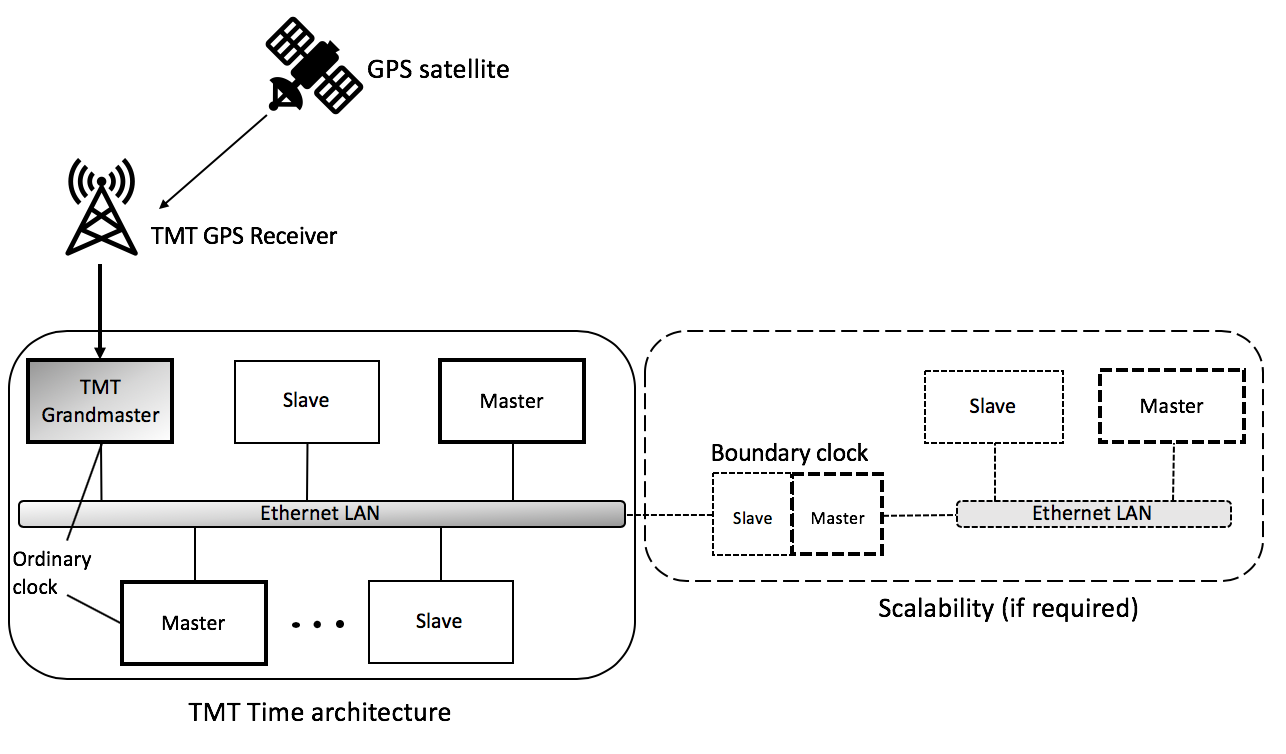 GPS satellite
TMT GPS Receiver
TMT
Grandmaster
Slave
Master
Ethernet LAN
Ordinary
clock
Master
Slave
TMT Time architecture
Boundary clock
Slave
Master
Slave
Master
Ethernet LAN
Scalability (if required)